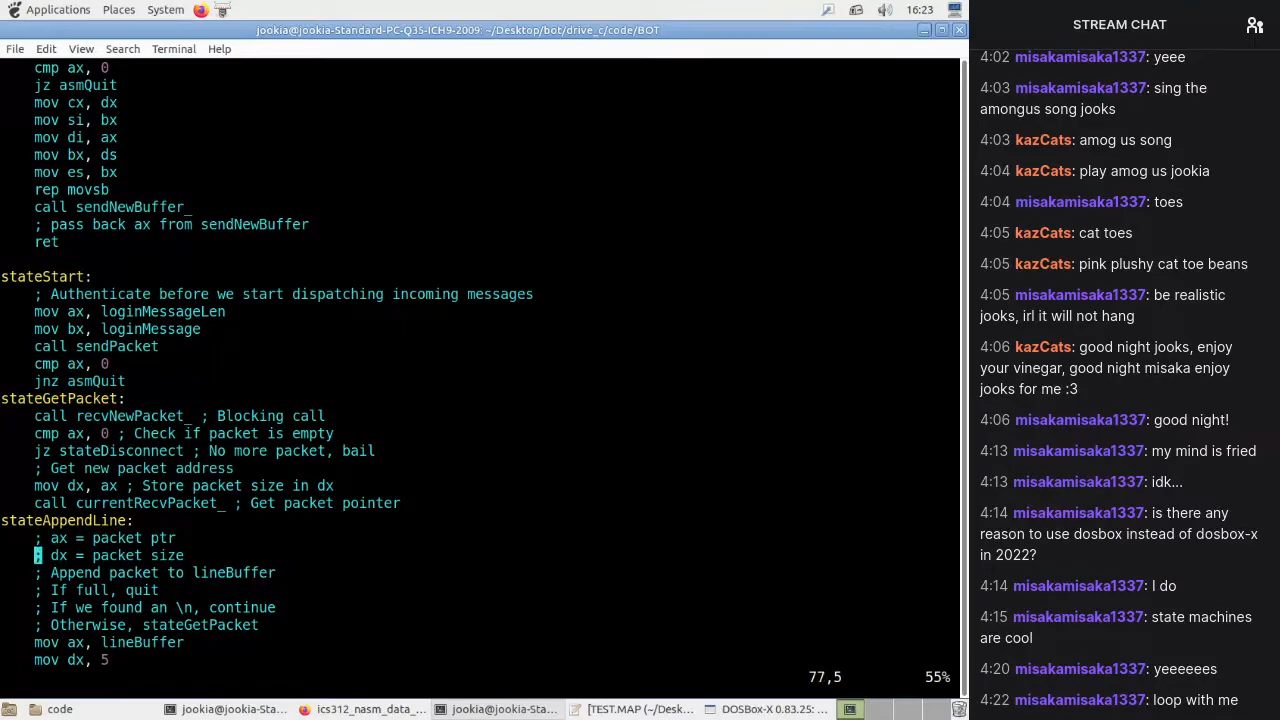 Applications Places System 16:23
jookia@jookia-Standard-PC-Q35-ICH9-2009: ~/Desktop/bot/drive_c/code/BOT
File Edit View Search Terminal Help
cmp ax, 0
jz asmQuit
mov cx, dx
mov si, bx
mov di, ax
mov bx, ds
mov es, bx
rep movsb
call sendNewBuffer_
; pass back ax from sendNewBuffer
ret
stateStart:
; Authenticate before we start dispatching incoming messages
mov ax, loginMessageLen
mov bx, loginMessage
call sendPacket
cmp ax, 0
jnz asmQuit
stateGetPacket:
call recvNewPacket_ ; Blocking call
cmp ax, 0 ; Check if packet is empty
jz stateDisconnect ; No more packet, bail
; Get new packet address
mov dx, ax ; Store packet size in dx
call currentRecvPacket_ ; Get packet pointer
stateAppendLine:
; ax = packet ptr
; dx = packet size
; Append packet to lineBuffer
; If full, quit
; If we found an \n, continue
; Otherwise, stateGetPacket
mov ax, lineBuffer
mov dx, 5
77,5 55%
code jookia@jookia-Sta... ics312_nasm_data_... jookia@jookia-Sta... [TEST.MAP (~/Desk... DOSBox-X 0.83.25: ...
STREAM CHAT
4:02 misakamisaka1337: yeee
4:03 misakamisaka1337: sing the
amongus song jooks
4:03 kazCats: amog us song
4:04 kazCats: play amog us jookia
4:04 misakamisaka1337: toes
4:05 kazCats: cat toes
4:05 kazCats: pink plushy cat toe beans
4:05 misakamisaka1337: be realistic
jooks, irl it will not hang
4:06 kazCats: good night jooks, enjoy
your vinegar, good night misaka enjoy
jooks for me :3
4:06 misakamisaka1337: good night!
4:13 misakamisaka1337: my mind is fried
4:13 misakamisaka1337: idk...
4:14 misakamisaka1337: is there any
reason to use dosbox instead of dosbox-x
in 2022?
4:14 misakamisaka1337: I do
4:15 misakamisaka1337: state machines
are cool
4:20 misakamisaka1337: yeeeeees
4:22 misakamisaka1337: loop with me